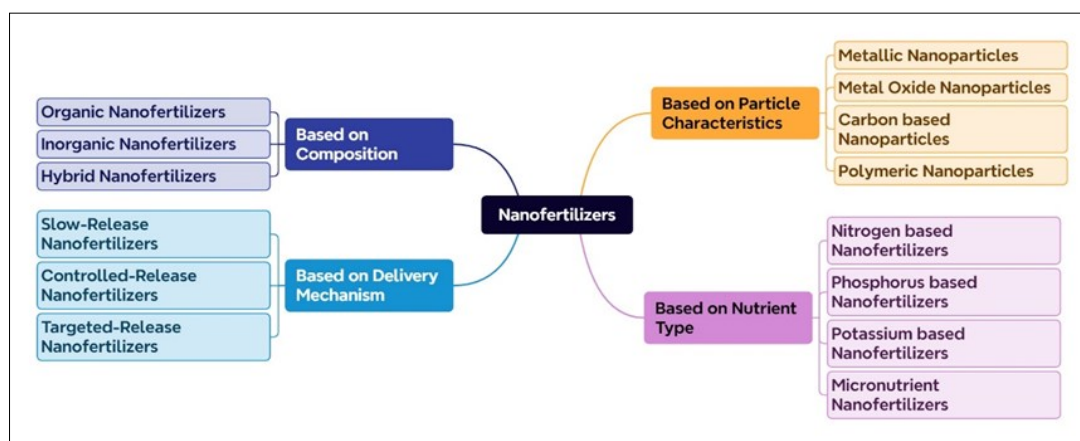 Nanofertilizers
Based on
Composition
Organic Nanofertilizers
Inorganic Nanofertilizers
Hybrid Nanofertilizers
Based on Delivery
Mechanism
Slow-Release
Nanofertilizers
Controlled-Release
Nanofertilizers
Targeted-Release
Nanofertilizers
Based on Particle
Characteristics
Metallic Nanoparticles
Metal Oxide Nanoparticles
Carbon based
Nanoparticles
Polymeric Nanoparticles
Based on Nutrient
Type
Nitrogen based
Nanofertilizers
Phosphorus based
Nanofertilizers
Potassium based
Nanofertilizers
Micronutrient
Nanofertilizers